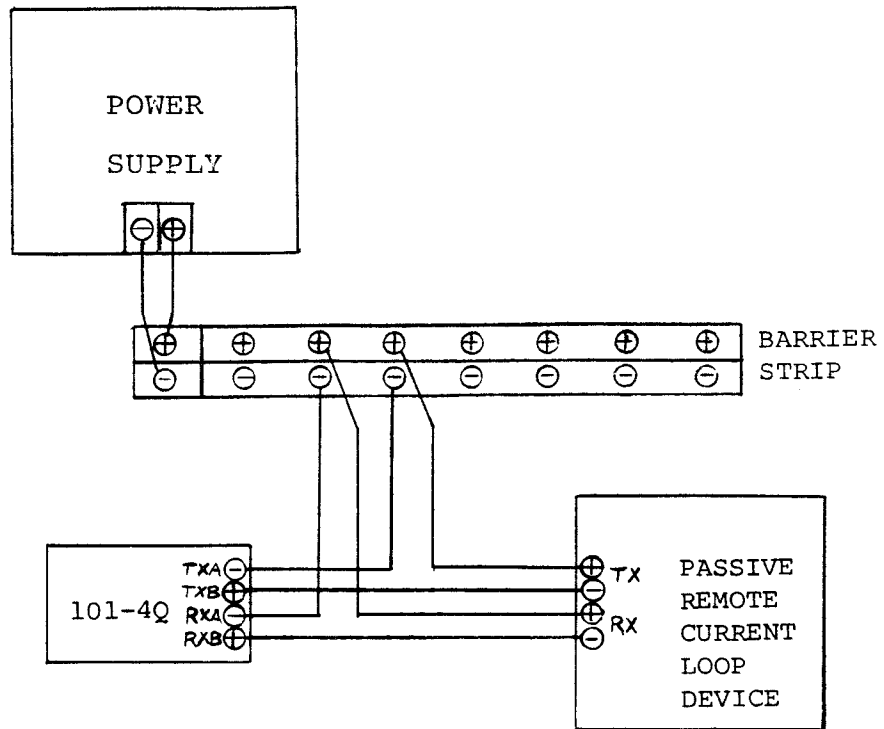 POWER
SUPPLY
⊖ ⊕
⊕ ⊕ ⊕ ⊕ ⊕ ⊕ ⊕ ⊕
⊖ ⊖ ⊖ ⊖ ⊖ ⊖ ⊖ ⊖
BARRIER
STRIP
101-4Q
TXA ⊖
TXB ⊕
RXA ⊖
RXB ⊕
⊕
⊖
TX
⊕
⊖
RX
PASSIVE
REMOTE
CURRENT
LOOP
DEVICE